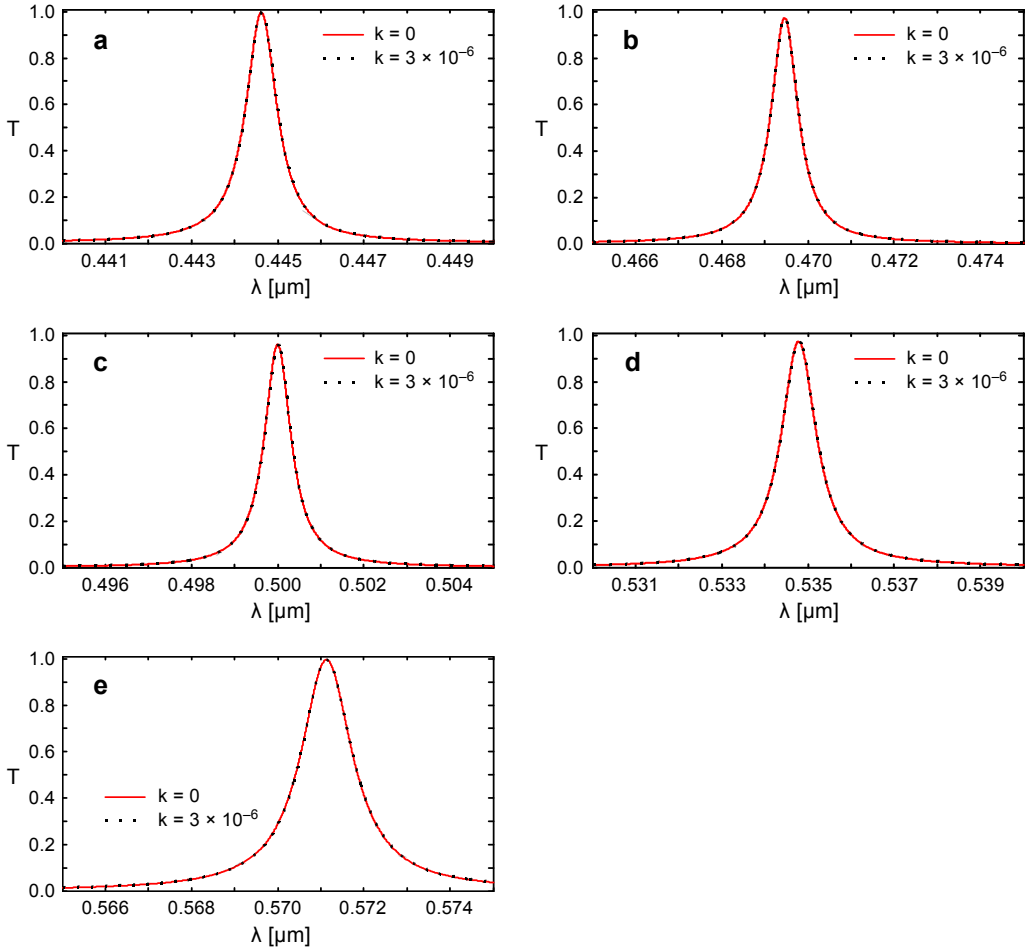 a
k = 0
k = 3 × 10⁻⁶
1.0
0.8
0.6
0.4
0.2
0.0
T
0.441
0.443
0.445
0.447
0.449
λ [µm]
b
k = 0
k = 3 × 10⁻⁶
1.0
0.8
0.6
0.4
0.2
0.0
T
0.466
0.468
0.470
0.472
0.474
λ [µm]
c
k = 0
k = 3 × 10⁻⁶
1.0
0.8
0.6
0.4
0.2
0.0
T
0.496
0.498
0.500
0.502
0.504
λ [µm]
d
k = 0
k = 3 × 10⁻⁶
1.0
0.8
0.6
0.4
0.2
0.0
T
0.531
0.533
0.535
0.537
0.539
λ [µm]
e
k = 0
k = 3 × 10⁻⁶
1.0
0.8
0.6
0.4
0.2
0.0
T
0.566
0.568
0.570
0.572
0.574
λ [µm]